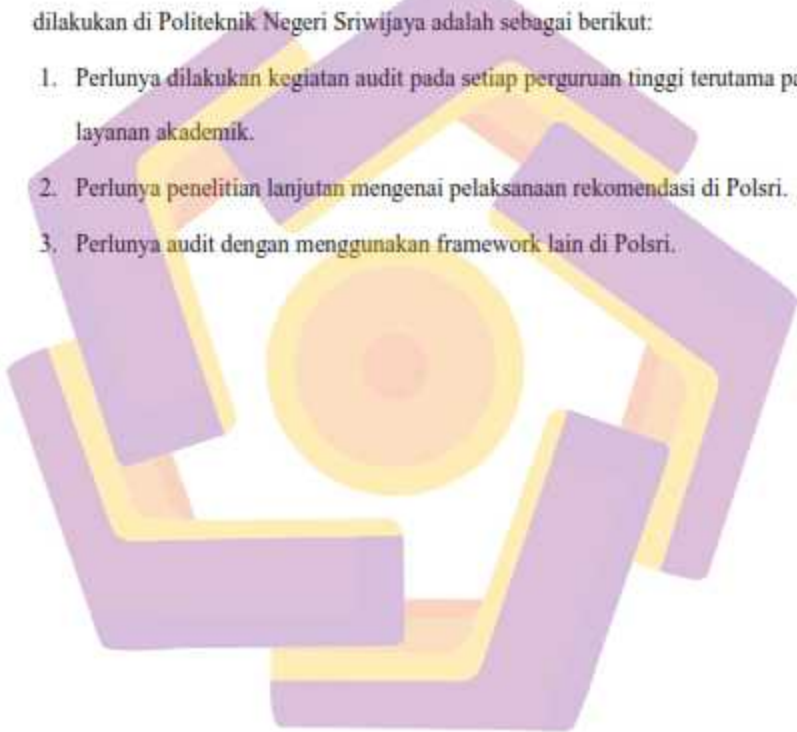 dilakukan di Politeknik Negeri Sriwijaya adalah sebagai berikut:
1. Perlunya dilakukan kegiatan audit pada setiap perguruan tinggi terutama pa
layanan akademik.
2. Perlunya penelitian lanjutan mengenai pelaksanaan rekomendasi di Polsri.
3. Perlunya audit dengan menggunakan framework lain di Polsri.